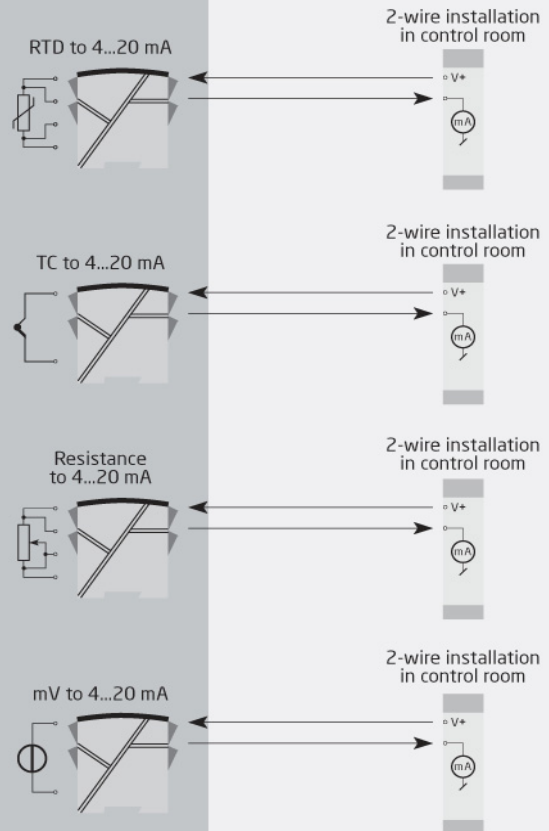 2-wire installation
in control room
RTD to 4...20 mA
V+
mA
2-wire installation
in control room
TC to 4...20 mA
V+
mA
2-wire installation
in control room
Resistance
to 4...20 mA
V+
mA
2-wire installation
in control room
mV to 4...20 mA
V+
mA